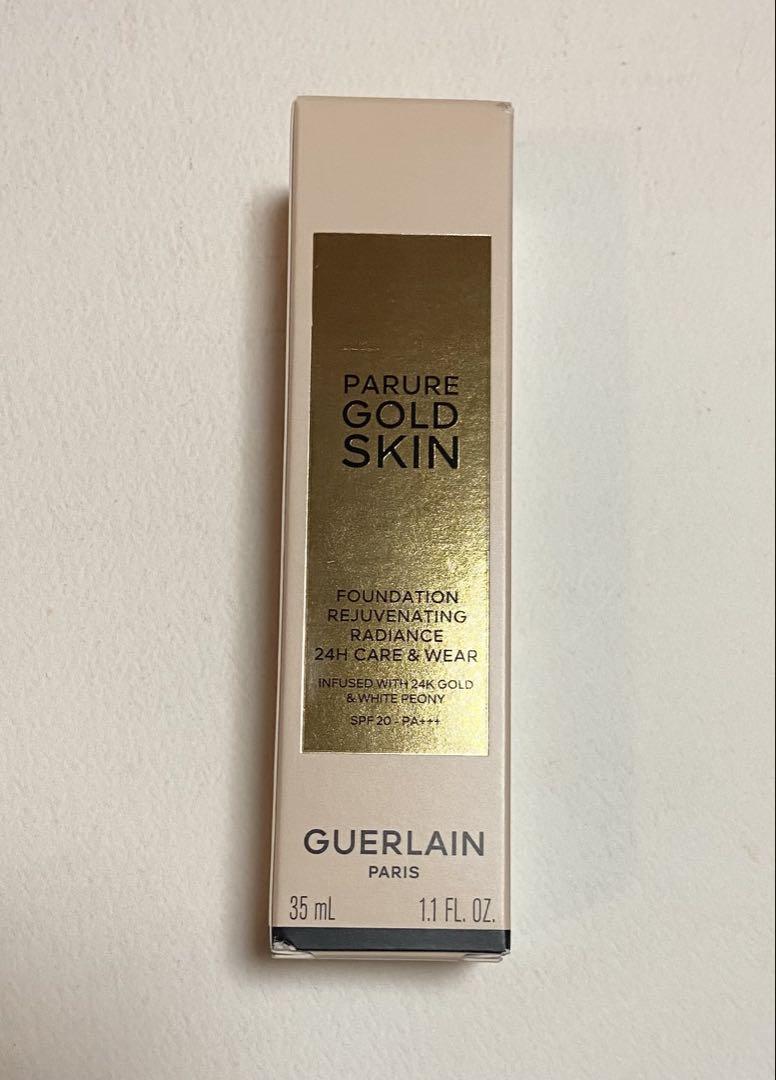 PARURE
GOLD
SKIN
FOUNDATION
REJUVENATING
RADIANCE
24H CARE & WEAR
INFUSED WITH 24K GOLD
& WHITE PEONY
SPF 20 - PA+++
GUERLAIN
PARIS
35 mL 1.1 FL. OZ.